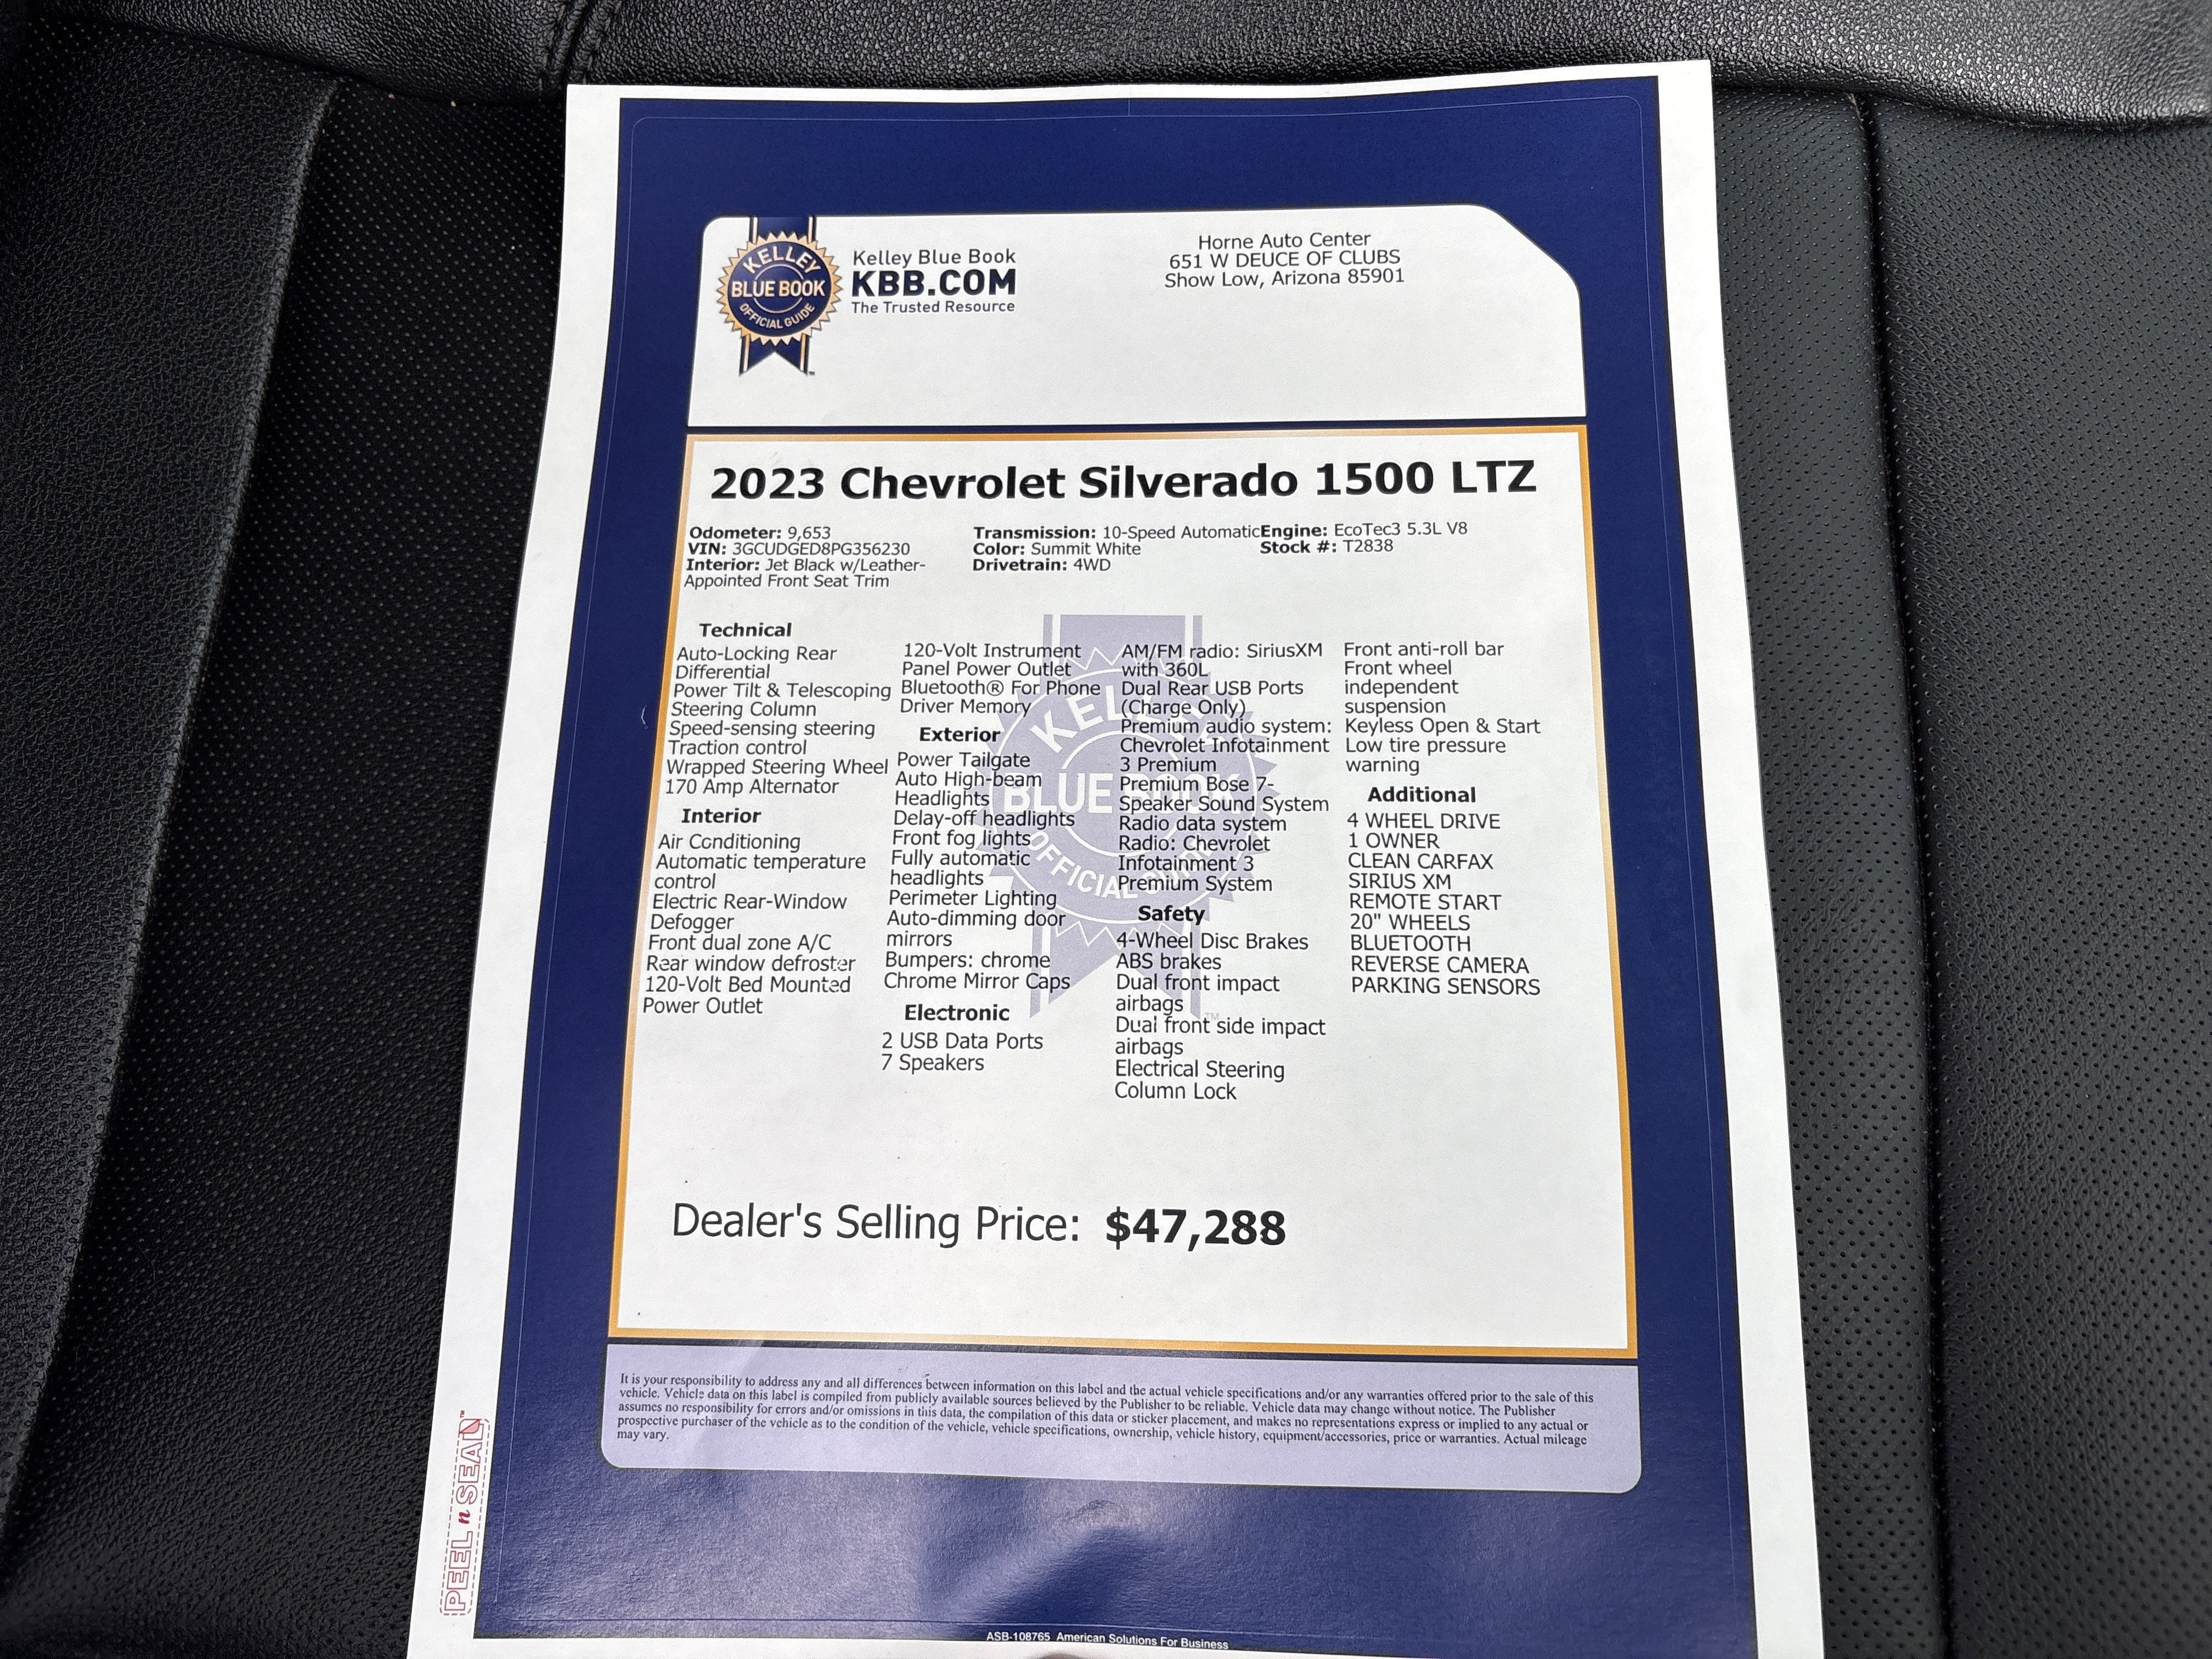 KELLEY
BLUE BOOK
OFFICIAL GUIDE
Kelley Blue Book
KBB.COM
The Trusted Resource
Horne Auto Center
651 W DEUCE OF CLUBS
Show Low, Arizona 85901
2023 Chevrolet Silverado 1500 LTZ
Odometer: 9,653
VIN: 3GCUDGED8PG356230
Interior: Jet Black w/Leather-
Appointed Front Seat Trim
Transmission: 10-Speed Automatic
Color: Summit White
Drivetrain: 4WD
Engine: EcoTec3 5.3L V8
Stock #: T2838
Technical
Auto-Locking Rear
Differential
Power Tilt & Telescoping
Steering Column
Speed-sensing steering
Traction control
Wrapped Steering Wheel
170 Amp Alternator
Interior
Air Conditioning
Automatic temperature
control
Electric Rear-Window
Defogger
Front dual zone A/C
Rear window defroster
120-Volt Bed Mounted
Power Outlet
120-Volt Instrument
Panel Power Outlet
Bluetooth® For Phone
Driver Memory
Exterior
Power Tailgate
Auto High-beam
Headlights
Delay-off headlights
Front fog lights
Fully automatic
headlights
Perimeter Lighting
Auto-dimming door
mirrors
Bumpers: chrome
Chrome Mirror Caps
Electronic
2 USB Data Ports
7 Speakers
AM/FM radio: SiriusXM
with 360L
Dual Rear USB Ports
(Charge Only)
Premium audio system:
Chevrolet Infotainment
3 Premium
Premium Bose 7-
Speaker Sound System
Radio data system
Radio: Chevrolet
Infotainment 3
Premium System
Safety
4-Wheel Disc Brakes
ABS brakes
Dual front impact
airbags
Dual front side impact
airbags
Electrical Steering
Column Lock
Front anti-roll bar
Front wheel
independent
suspension
Keyless Open & Start
Low tire pressure
warning
Additional
4 WHEEL DRIVE
1 OWNER
CLEAN CARFAX
SIRIUS XM
REMOTE START
20" WHEELS
BLUETOOTH
REVERSE CAMERA
PARKING SENSORS
KELLEY
BLUE BOOK
OFFICIAL GUIDE
TM
Dealer's Selling Price: $47,288
It is your responsibility to address any and all differences between information on this label and the actual vehicle specifications and/or any warranties offered prior to the sale of this
vehicle. Vehicle data on this label is compiled from publicly available sources believed by the Publisher to be reliable. Vehicle data may change without notice. The Publisher
assumes no responsibility for errors and/or omissions in this data, the compilation of this data or sticker placement, and makes no representations express or implied to any actual or
prospective purchaser of the vehicle as to the condition of the vehicle, vehicle specifications, ownership, vehicle history, equipment/accessories, price or warranties. Actual mileage
may vary.
PEEL n SEAL™
ASB-108765 American Solutions For Business